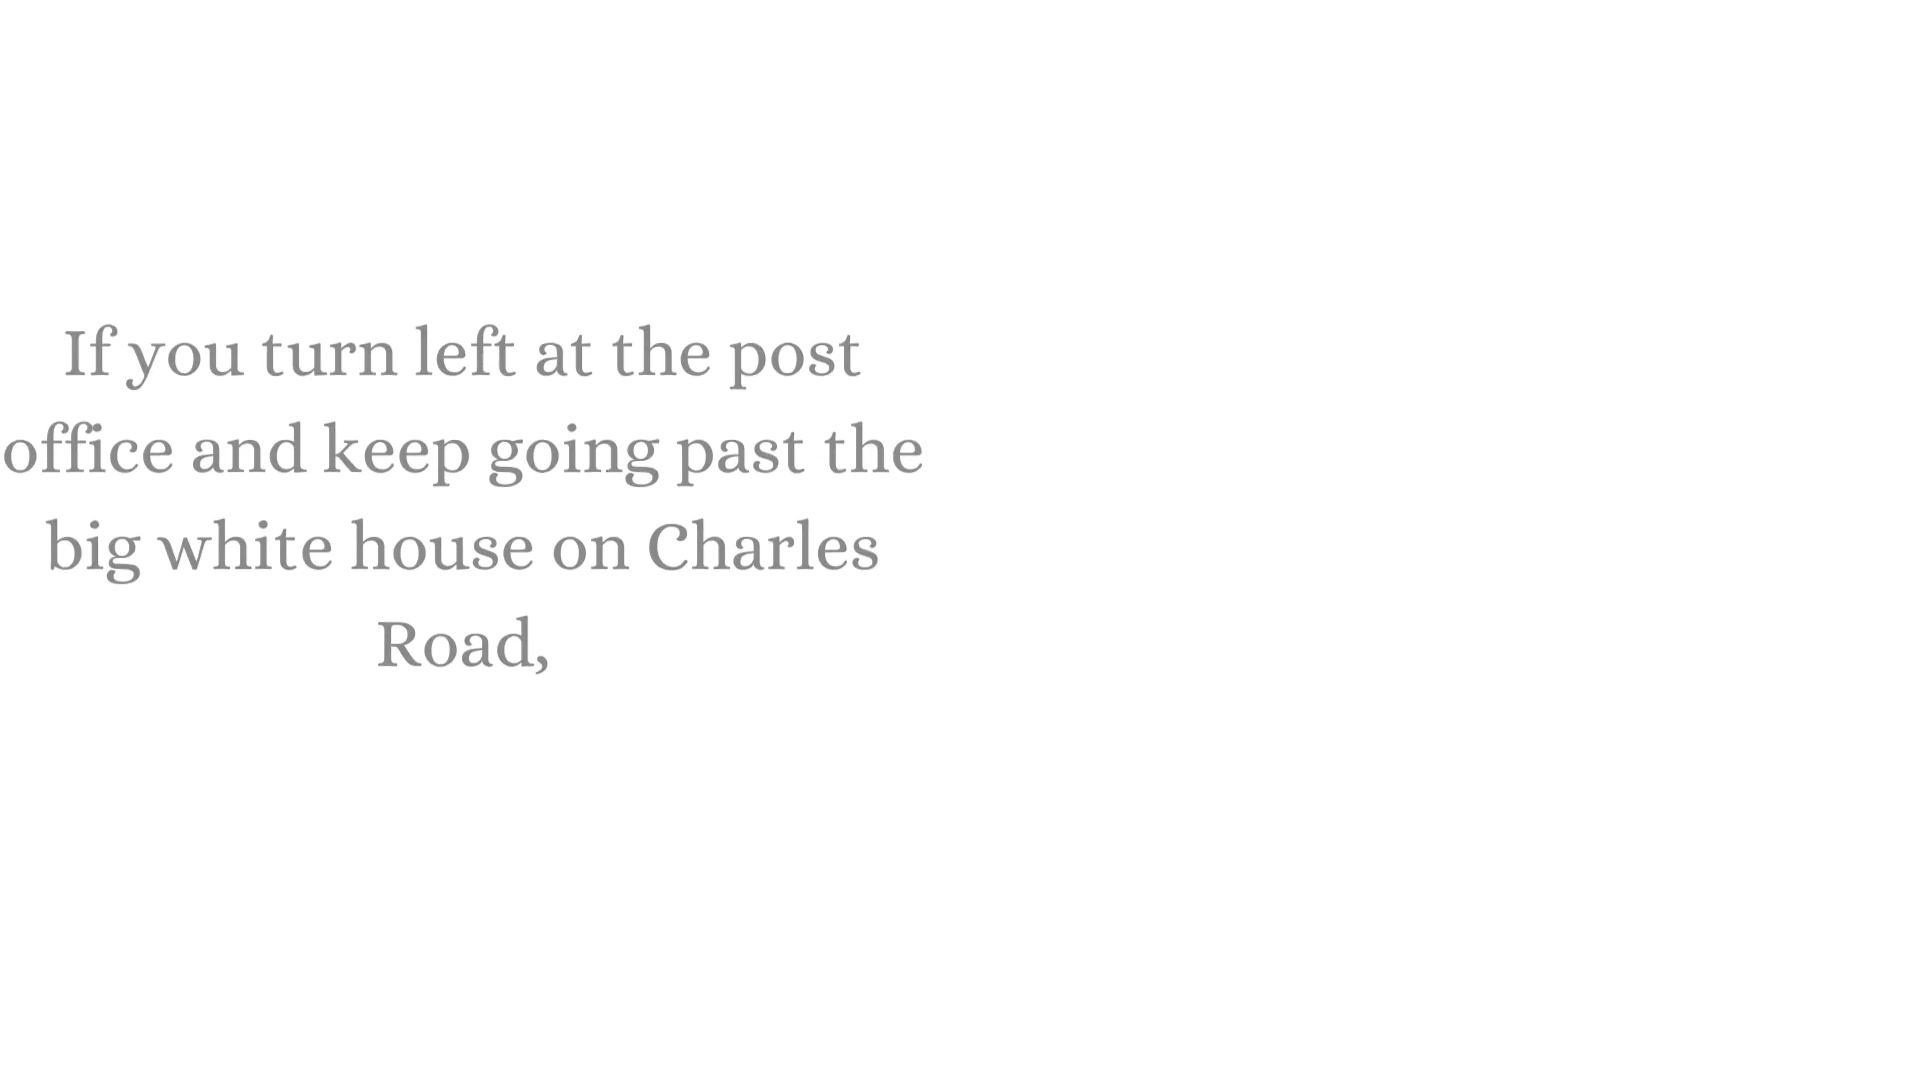 If you turn left at the post
office and keep going past the
big white house on Charles
Road,